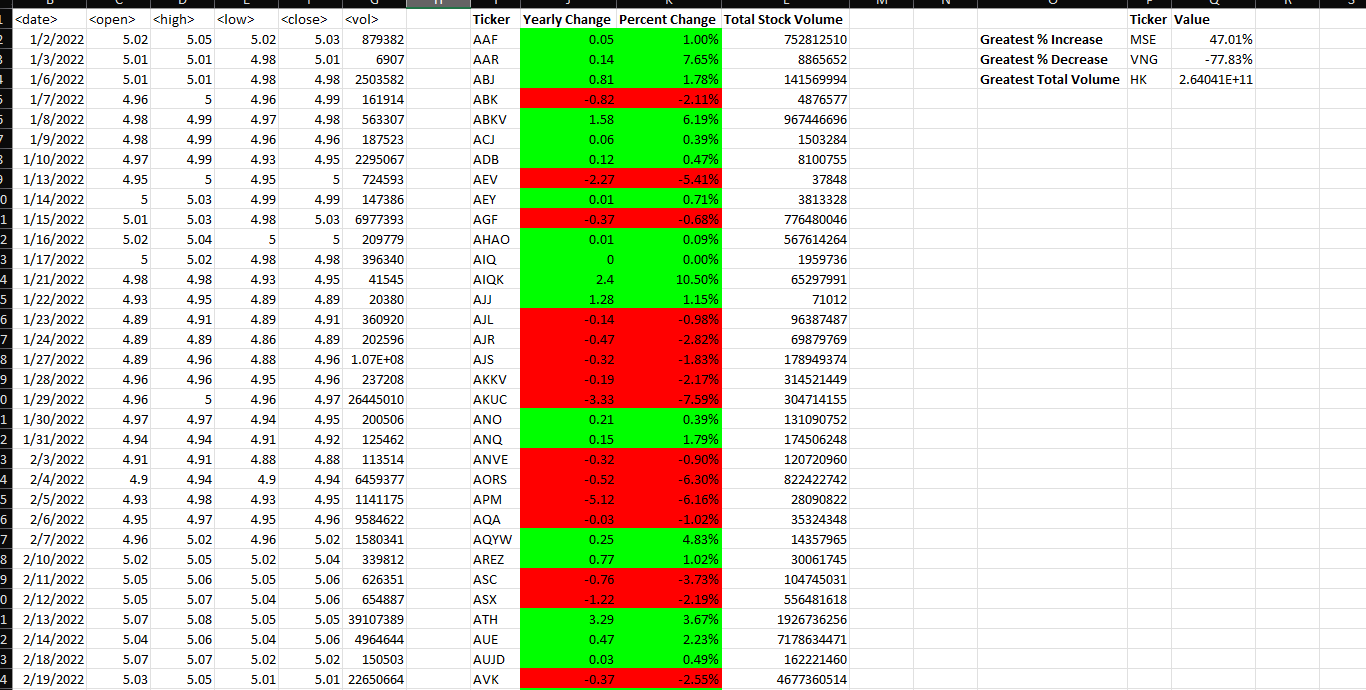 <date> <open> <high> <low> <close> <vol> Ticker Yearly Change Percent Change Total Stock Volume Ticker Value
1/2/2022 5.02 5.05 5.02 5.03 879382 AAF 0.05 1.00% 752812510 Greatest % Increase MSE 47.01%
1/3/2022 5.01 5.01 4.98 5.01 6907 AAR 0.14 7.65% 8865652 Greatest % Decrease VNG -77.83%
1/6/2022 5.01 5.01 4.98 4.98 2503582 ABJ 0.81 1.78% 141569994 Greatest Total Volume HK 2.64041E+11
1/7/2022 4.96 5 4.96 4.99 161914 ABK -0.82 -2.11% 4876577
1/8/2022 4.98 4.99 4.97 4.98 563307 ABKV 1.58 6.19% 967446696
1/9/2022 4.98 4.99 4.96 4.96 187523 ACJ 0.06 0.39% 1503284
1/10/2022 4.97 4.99 4.93 4.95 2295067 ADB 0.12 0.47% 8100755
1/13/2022 4.95 5 4.95 5 724593 AEV -2.27 -5.41% 37848
1/14/2022 5 5.03 4.99 4.99 147386 AEY 0.01 0.71% 3813328
1/15/2022 5.01 5.03 4.98 5.03 6977393 AGF -0.37 -0.68% 776480046
1/16/2022 5.02 5.04 5 5 209779 AHAO 0.01 0.09% 567614264
1/17/2022 5 5.02 4.98 4.98 396340 AIQ 0 0.00% 1959736
1/21/2022 4.98 4.98 4.93 4.95 41545 AIQK 2.4 10.50% 65297991
1/22/2022 4.93 4.95 4.89 4.89 20380 AJJ 1.28 1.15% 71012
1/23/2022 4.89 4.91 4.89 4.91 360920 AJL -0.14 -0.98% 96387487
1/24/2022 4.89 4.89 4.86 4.89 202596 AJR -0.47 -2.82% 69879769
1/27/2022 4.89 4.96 4.88 4.96 1.07E+08 AJS -0.32 -1.83% 178949374
1/28/2022 4.96 4.96 4.95 4.96 237208 AKKV -0.19 -2.17% 314521449
1/29/2022 4.96 5 4.96 4.97 26445010 AKUC -3.33 -7.59% 304714155
1/30/2022 4.97 4.97 4.94 4.95 200506 ANO 0.21 0.39% 131090752
1/31/2022 4.94 4.94 4.91 4.92 125462 ANQ 0.15 1.79% 174506248
2/3/2022 4.91 4.91 4.88 4.88 113514 ANVE -0.32 -0.90% 120720960
2/4/2022 4.9 4.94 4.9 4.94 6459377 AORS -0.52 -6.30% 822422742
2/5/2022 4.93 4.98 4.93 4.95 1141175 APM -5.12 -6.16% 28090822
2/6/2022 4.95 4.97 4.95 4.96 9584622 AQA -0.03 -1.02% 35324348
2/7/2022 4.96 5.02 4.96 5.02 1580341 AQYW 0.25 4.83% 14357965
2/10/2022 5.02 5.05 5.02 5.04 339812 AREZ 0.77 1.02% 30061745
2/11/2022 5.05 5.06 5.05 5.06 626351 ASC -0.76 -3.73% 104745031
2/12/2022 5.05 5.07 5.04 5.06 654887 ASX -1.22 -2.19% 556481618
2/13/2022 5.07 5.08 5.05 5.05 39107389 ATH 3.29 3.67% 1926736256
2/14/2022 5.04 5.06 5.04 5.06 4964644 AUE 0.47 2.23% 7178634471
2/18/2022 5.07 5.07 5.02 5.02 150503 AUJD 0.03 0.49% 162221460
2/19/2022 5.03 5.05 5.01 5.01 22650664 AVK -0.37 -2.55% 4677360514